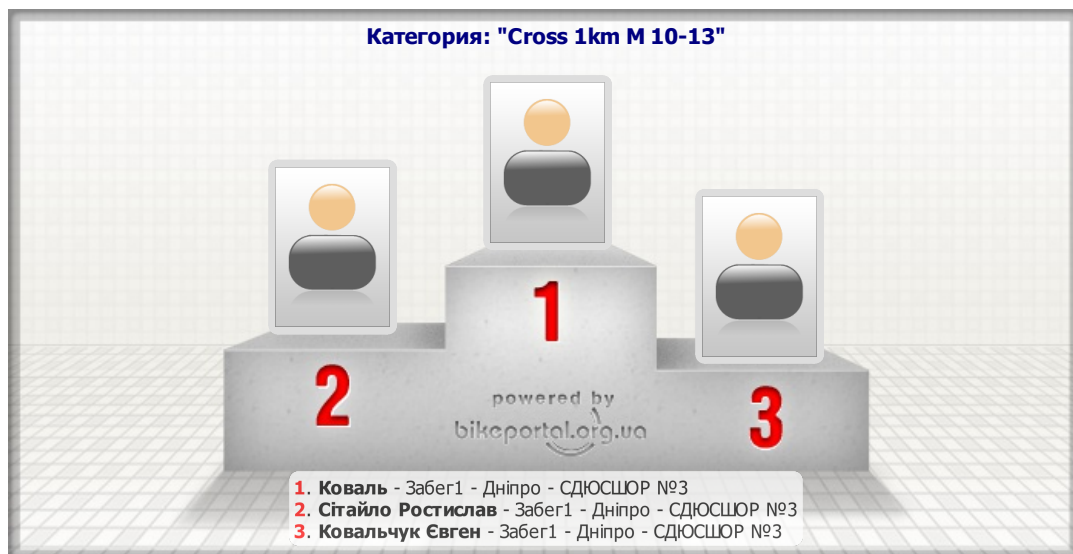 Категория: "Cross 1km M 10-13"
1
2
3
powered by
bikeportal.org.ua
1. Коваль - Забег1 - Дніпро - СДЮСШОР №3
2. Сітайло Ростислав - Забег1 - Дніпро - СДЮСШОР №3
3. Ковальчук Євген - Забег1 - Дніпро - СДЮСШОР №3